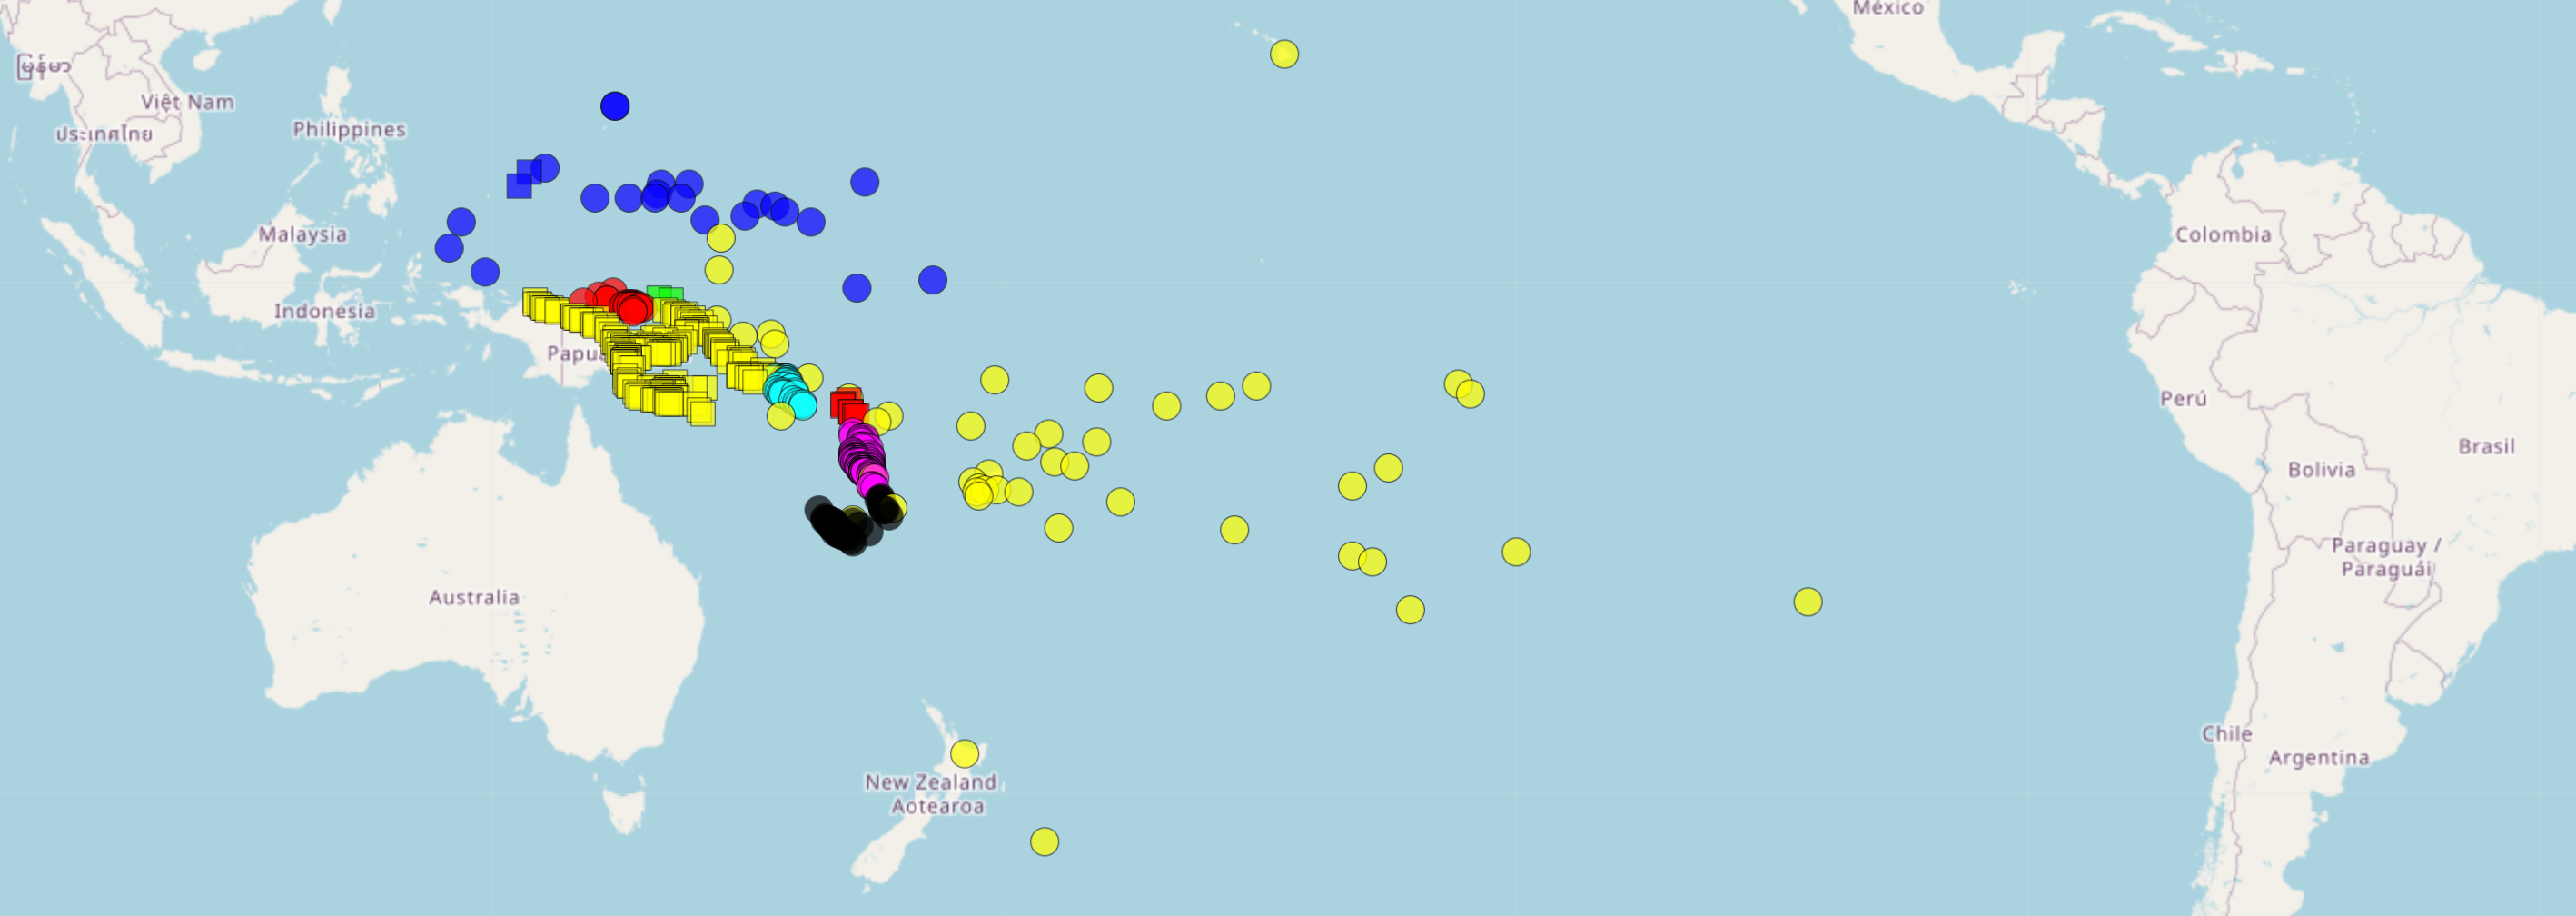 México
မြန်မာ
Việt Nam
ประเทศไทย
Philippines
Malaysia
Colombia
Indonesia
Papu
Perú
Brasil
Bolivia
Paraguay /
Paraguái
Australia
Chile
Argentina
New Zealand /
Aotearoa